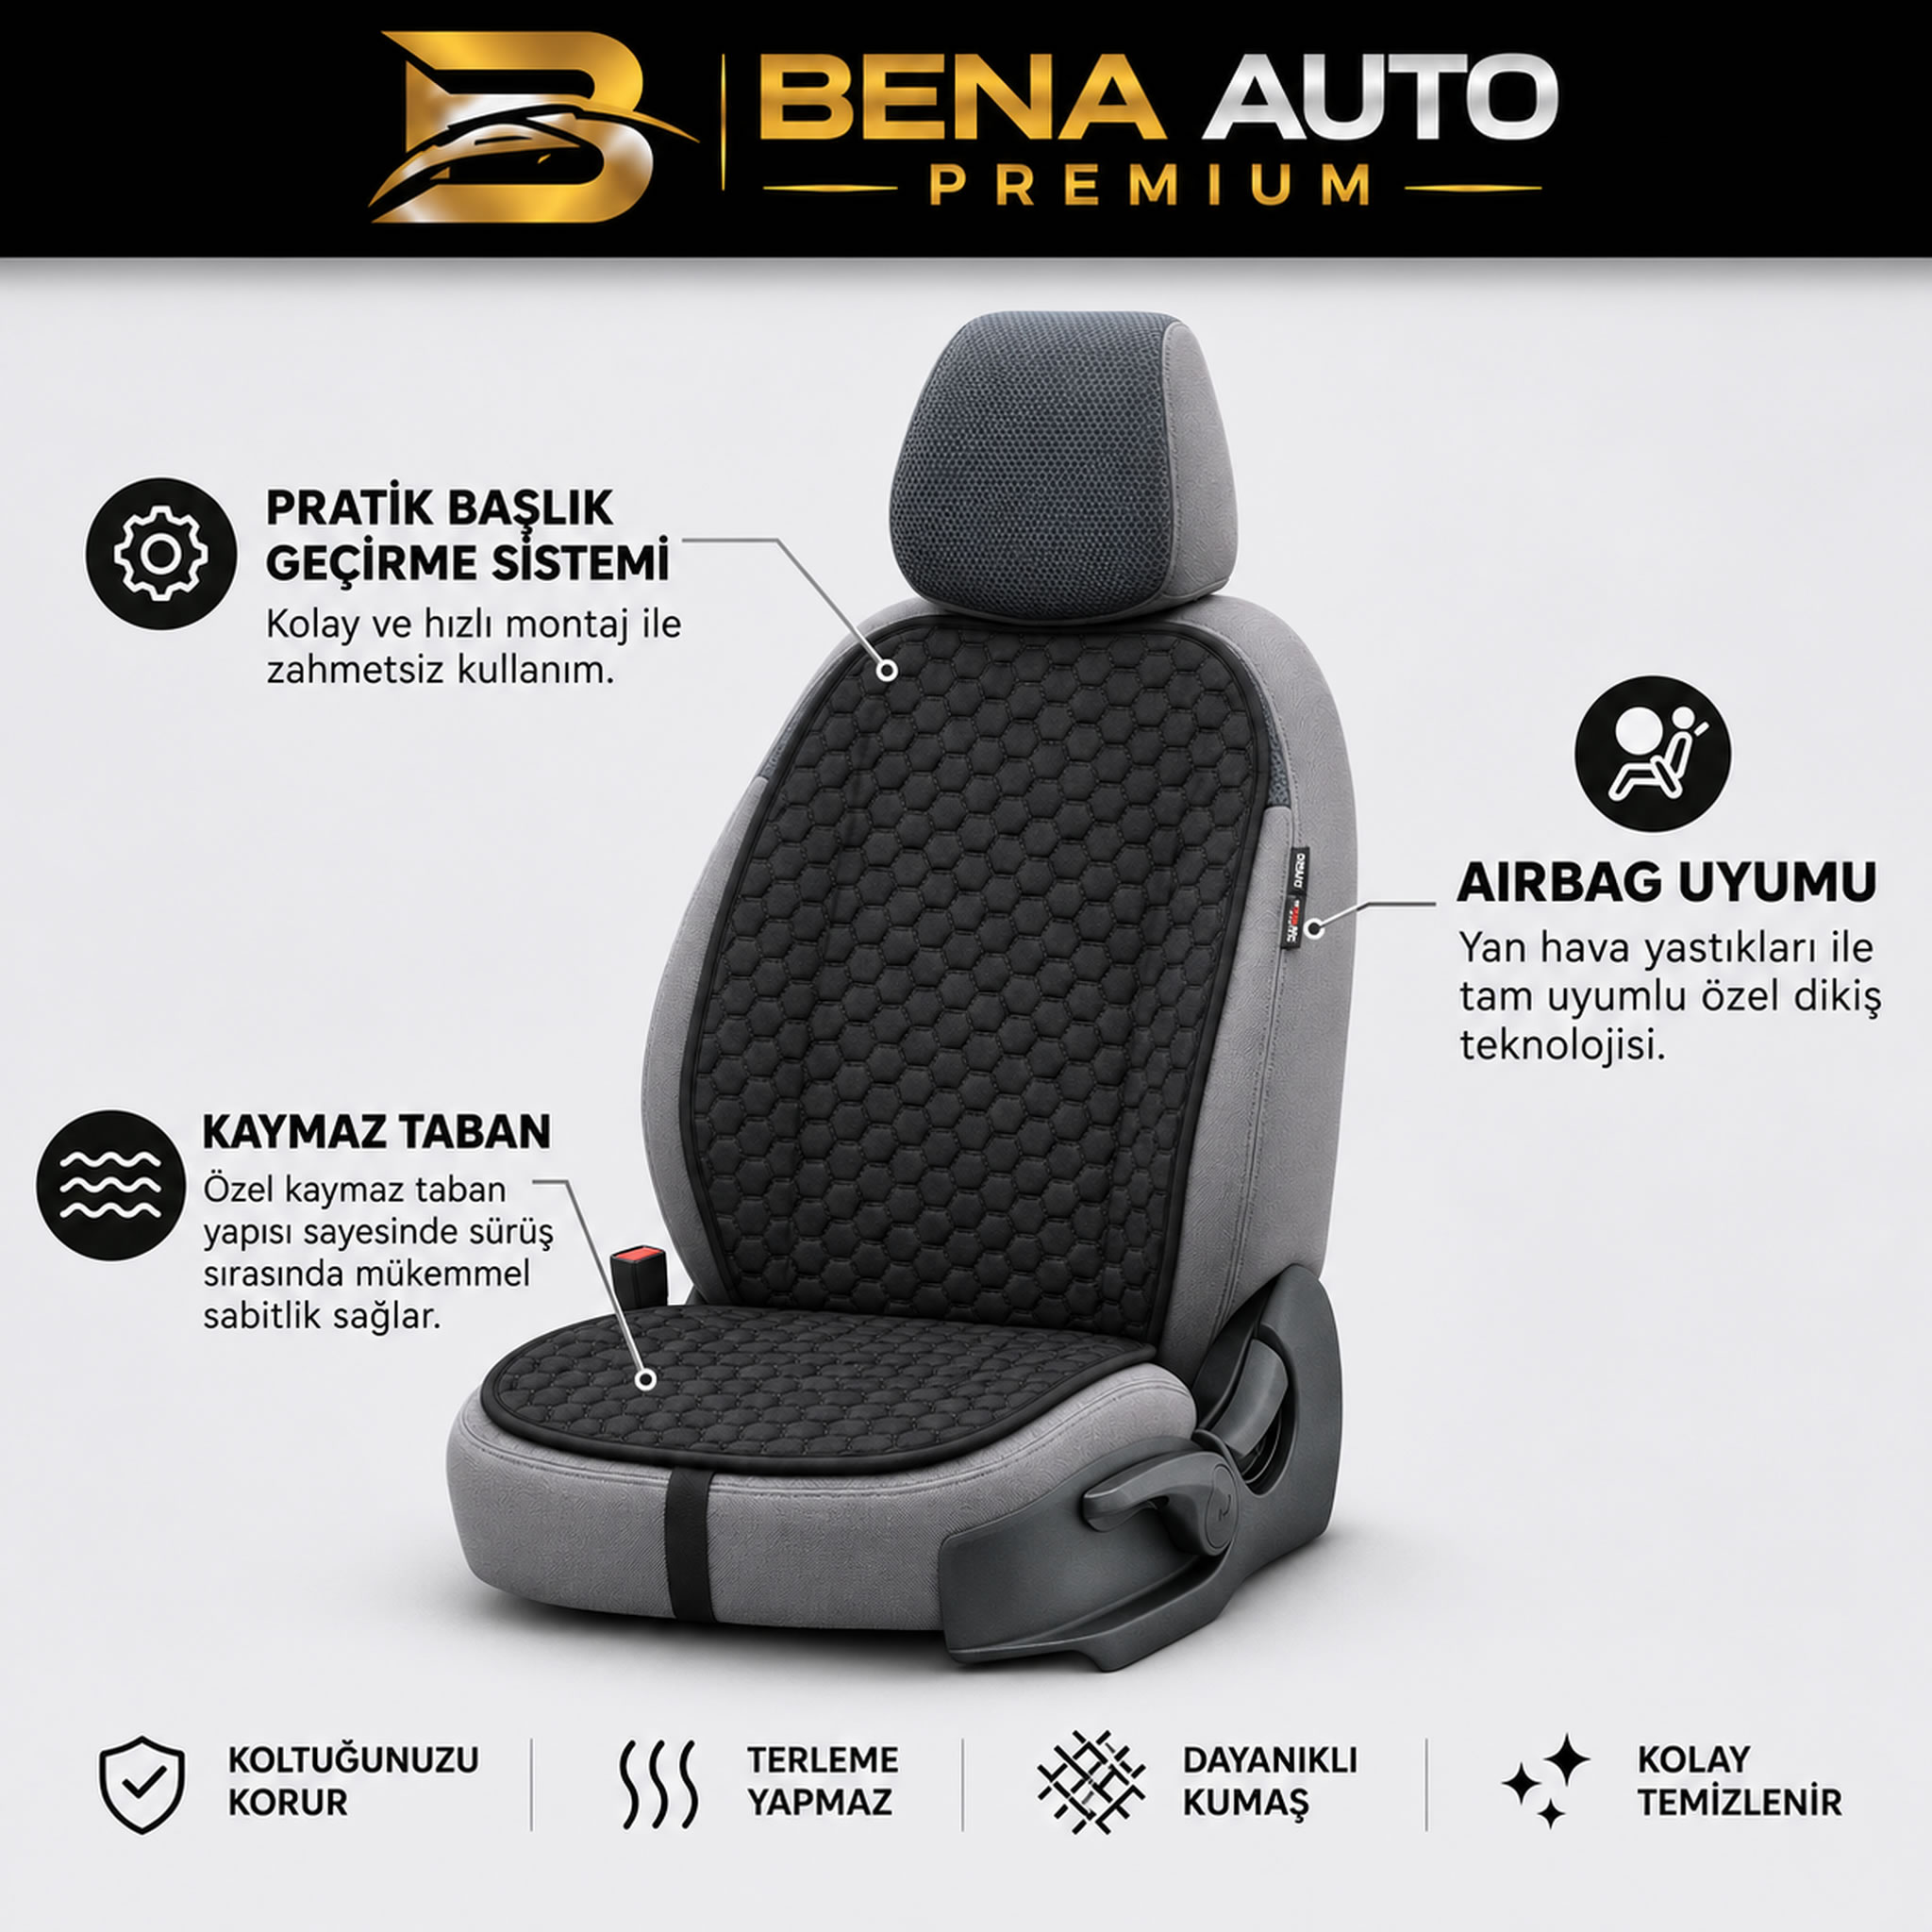 BENA AUTO
PREMIUM
PRATİK BAŞLIK
GEÇİRME SİSTEMİ
Kolay ve hızlı montaj ile
zahmetsiz kullanım.
AIRBAG UYUMU
Yan hava yastıkları ile
tam uyumlu özel dikiş
teknolojisi.
KAYMAZ TABAN
Özel kaymaz taban
yapısı sayesinde sürüş
sırasında mükemmel
sabitlik sağlar.
KOLTUĞUNUZU
KORUR
TERLEME
YAPMAZ
DAYANIKLI
KUMAŞ
KOLAY
TEMİZLENİR